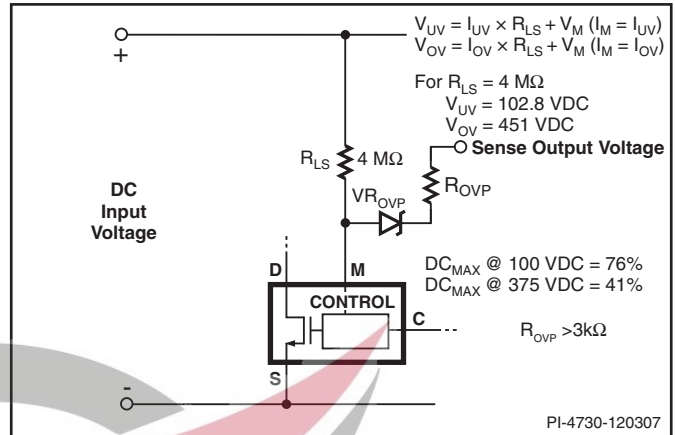 V_UV = I_UV × R_LS + V_M (I_M = I_UV)
V_OV = I_OV × R_LS + V_M (I_M = I_OV)
+
For R_LS = 4 MΩ
V_UV = 102.8 VDC
V_OV = 451 VDC
Sense Output Voltage
R_LS 4 MΩ
R_OVP
VR_OVP
DC
Input
Voltage
D M
DC_MAX @ 100 VDC = 76%
DC_MAX @ 375 VDC = 41%
CONTROL
C
R_OVP >3kΩ
S
-
PI-4730-120307